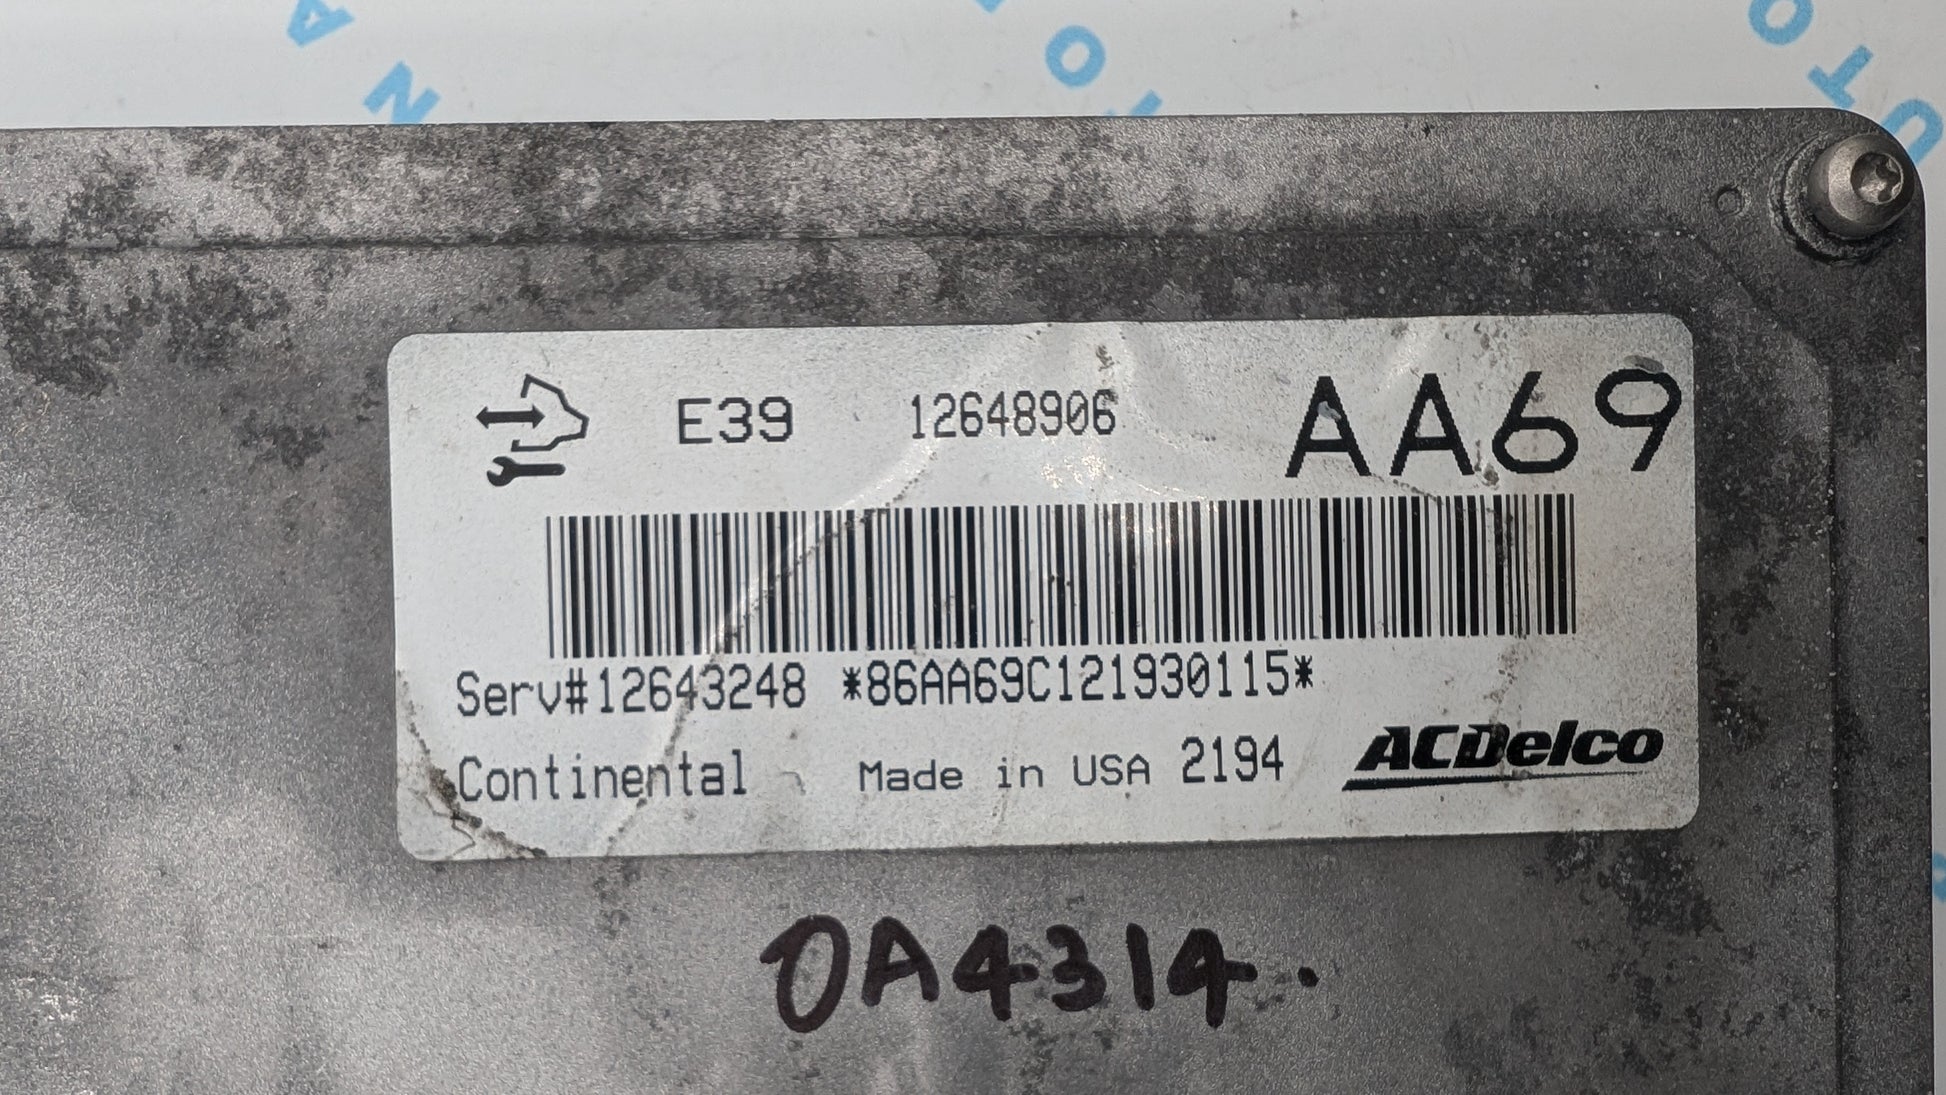 E39 12648906 AA69
Serv#12643248 *86AA69C121930115*
Continental Made in USA 2194 ACDelco
0A4314.